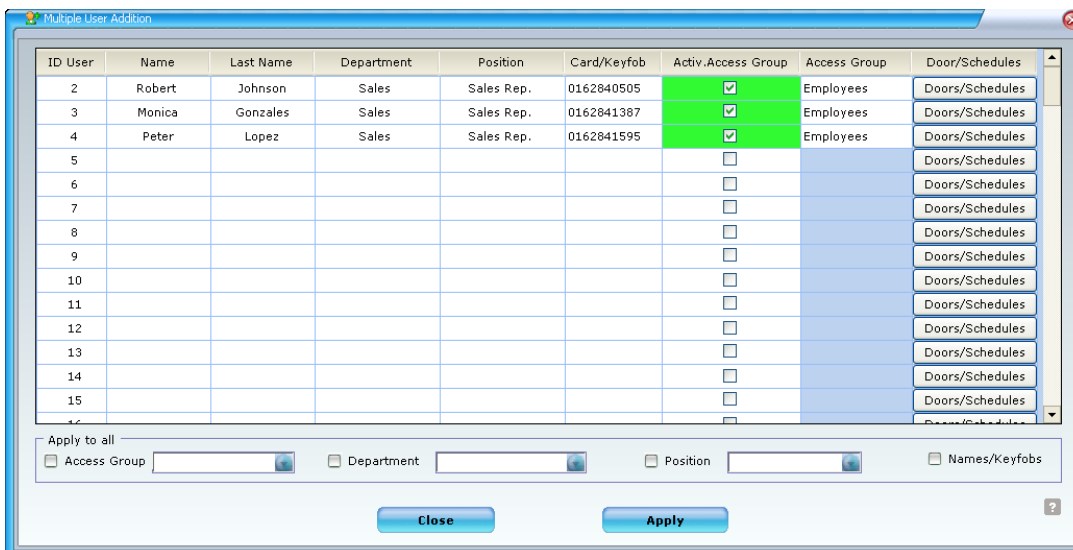 Multiple User Addition
ID User Name Last Name Department Position Card/Keyfob Activ.Access Group Access Group Door/Schedules
2 Robert Johnson Sales Sales Rep. 0162840505 Employees Doors/Schedules
3 Monica Gonzales Sales Sales Rep. 0162841387 Employees Doors/Schedules
4 Peter Lopez Sales Sales Rep. 0162841595 Employees Doors/Schedules
5 Doors/Schedules
6 Doors/Schedules
7 Doors/Schedules
8 Doors/Schedules
9 Doors/Schedules
10 Doors/Schedules
11 Doors/Schedules
12 Doors/Schedules
13 Doors/Schedules
14 Doors/Schedules
15 Doors/Schedules
Apply to all
Access Group Department Position Names/Keyfobs
Close Apply ?